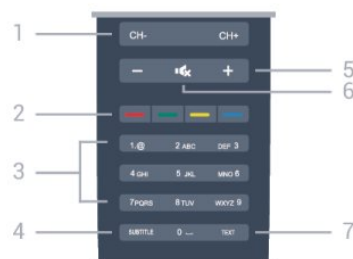 1 CH- CH+
− + 5
6
2
1.@ 2 ABC DEF 3
3 4 GHI 5 JKL MNO 6
7PQRS 8 TUV WXYZ 9
4 SUBTITLE 0 ⎵ TEXT 7